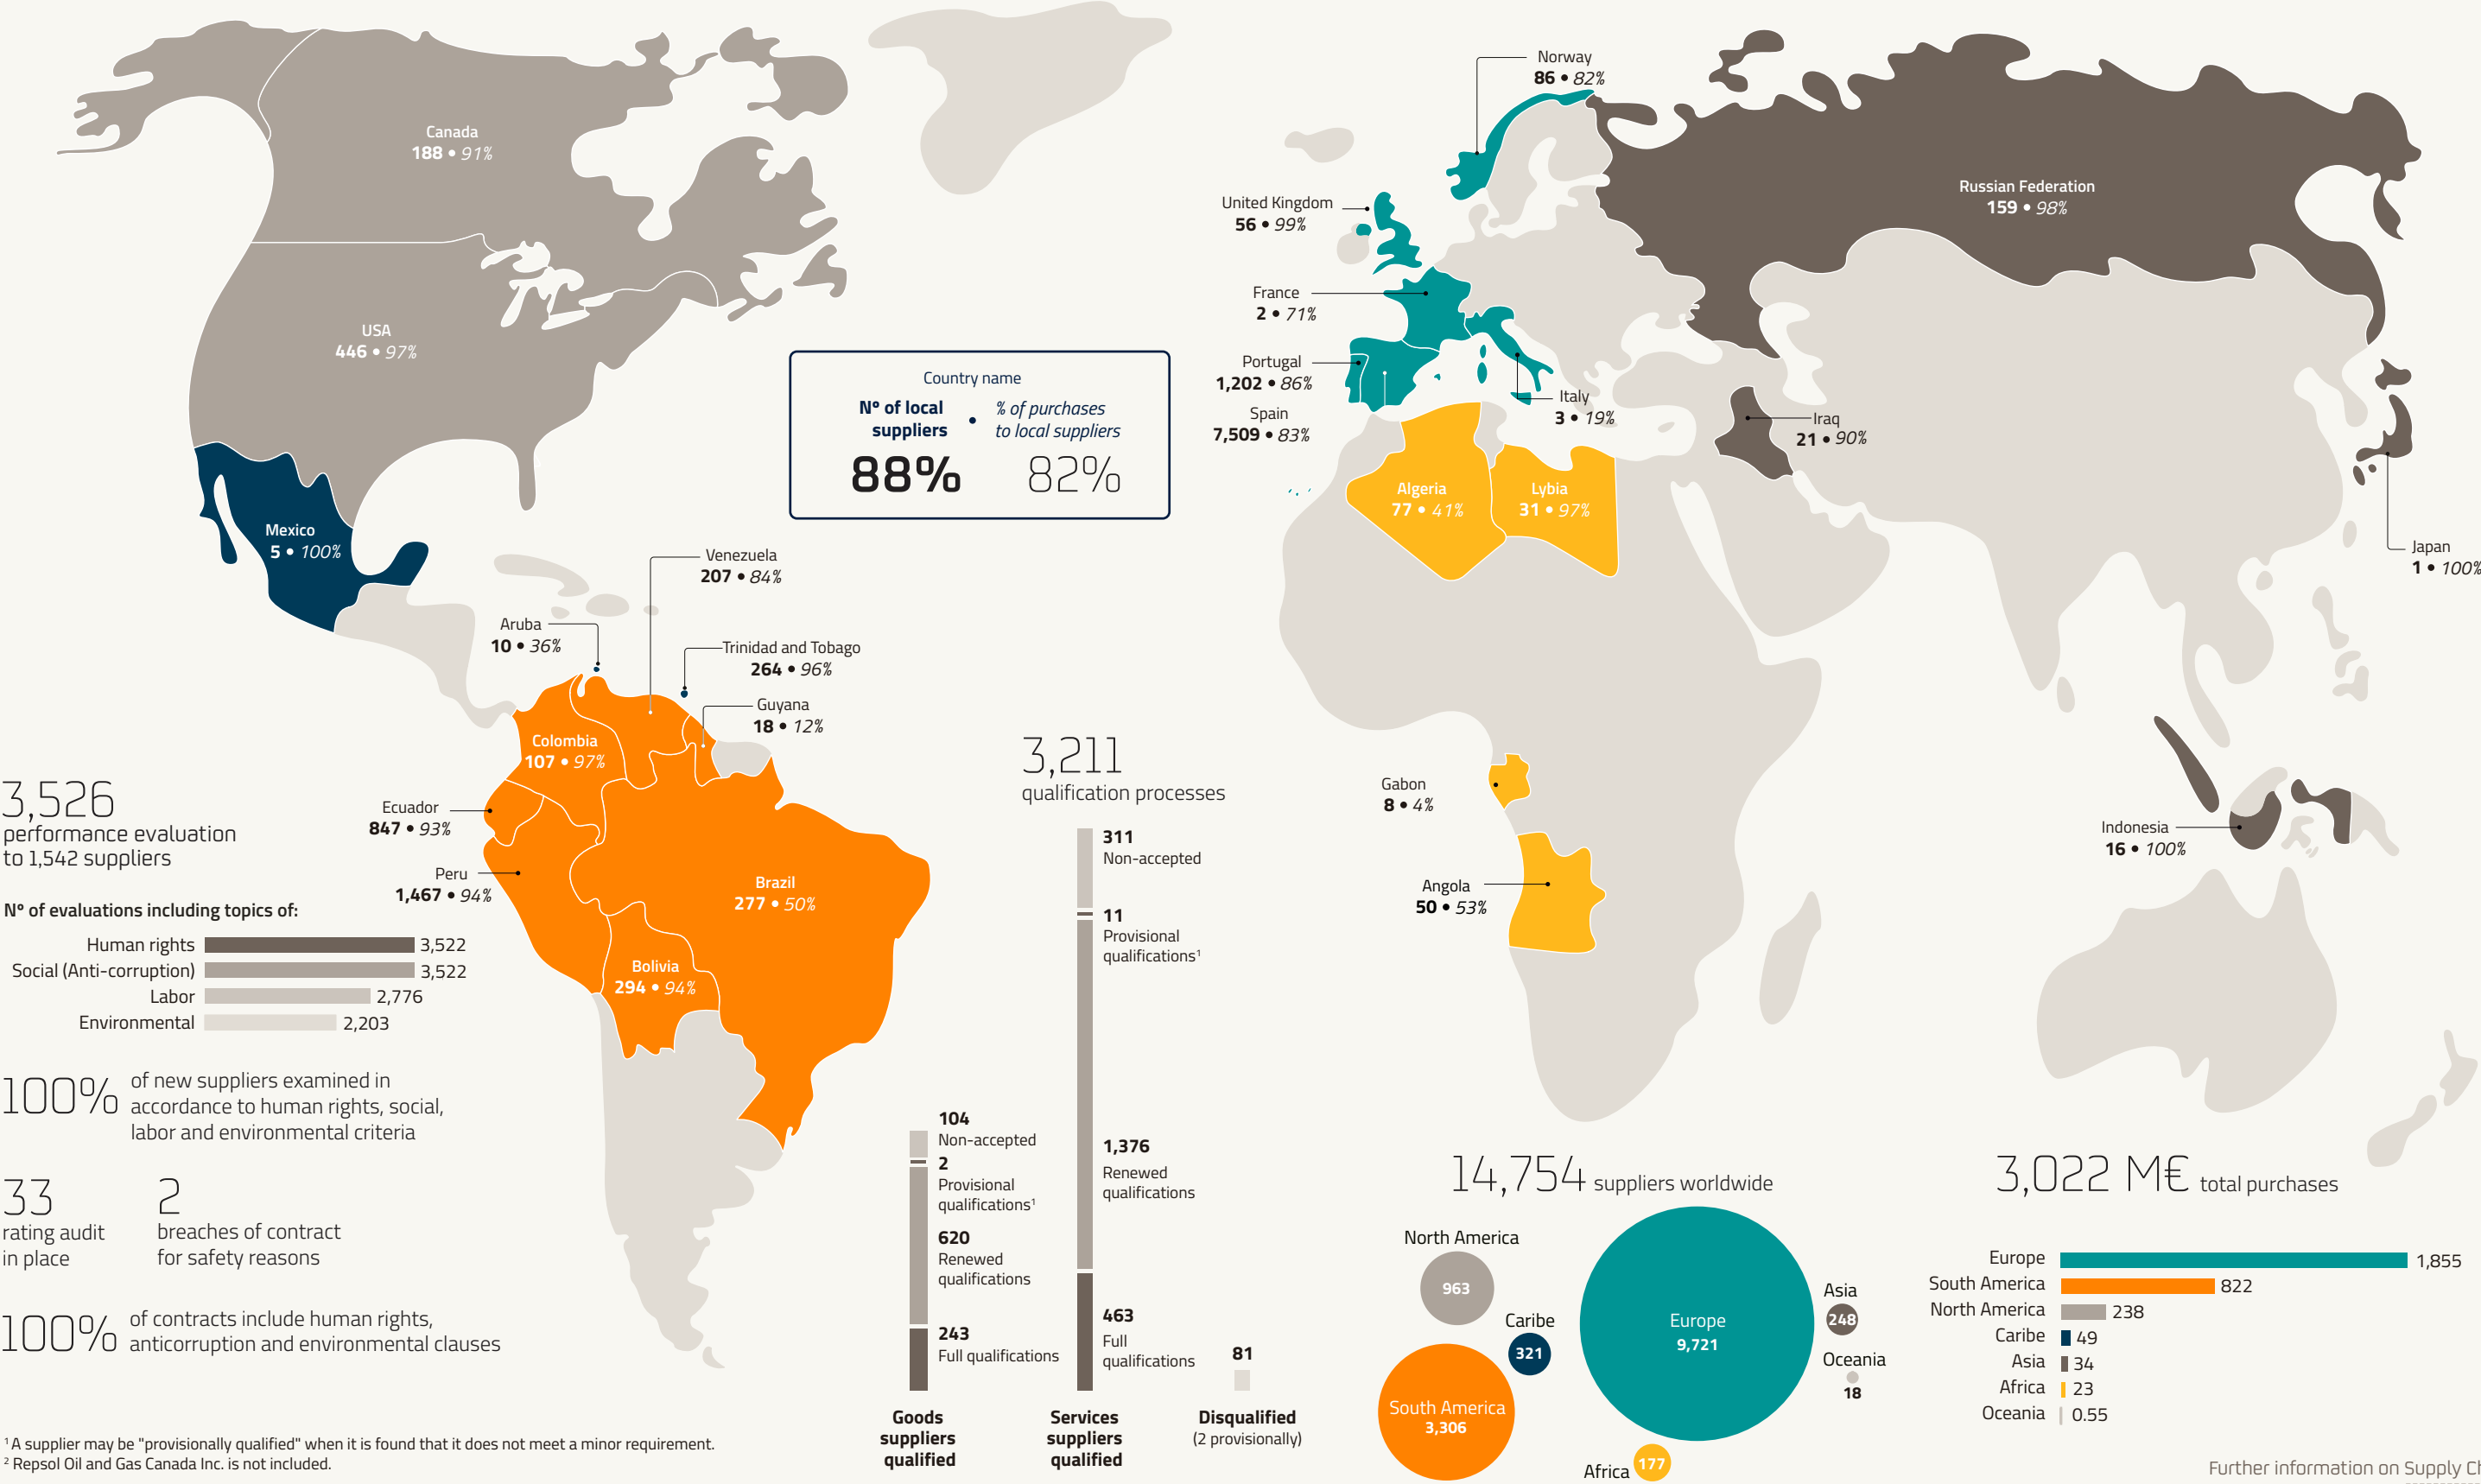 Norway
86 • 82%
Canada
188 • 91%
Russian Federation
159 • 98%
United Kingdom
56 • 99%
France
2 • 71%
USA
446 • 97%
Portugal
1,202 • 86%
Spain
7,509 • 83%
Italy
3 • 19%
Iraq
21 • 90%
Country name
Nº of local
suppliers
•
% of purchases
to local suppliers
88%
82%
Algeria
77 • 41%
Lybia
31 • 97%
Mexico
5 • 100%
Japan
1 • 100%
Venezuela
207 • 84%
Aruba
10 • 36%
Trinidad and Tobago
264 • 96%
Guyana
18 • 12%
Colombia
107 • 97%
Ecuador
847 • 93%
Peru
1,467 • 94%
Brazil
277 • 50%
Bolivia
294 • 94%
Gabon
8 • 4%
Angola
50 • 53%
Indonesia
16 • 100%
3,526
performance evaluation
to 1,542 suppliers
Nº of evaluations including topics of:
Human rights 3,522
Social (Anti-corruption) 3,522
Labor 2,776
Environmental 2,203
100%
of new suppliers examined in
accordance to human rights, social,
labor and environmental criteria
33
rating audit
in place
2
breaches of contract
for safety reasons
100%
of contracts include human rights,
anticorruption and environmental clauses
3,211
qualification processes
104
Non-accepted
2
Provisional
qualifications¹
620
Renewed
qualifications
243
Full qualifications
Goods
suppliers
qualified
311
Non-accepted
11
Provisional
qualifications¹
1,376
Renewed
qualifications
463
Full
qualifications
Services
suppliers
qualified
81
Disqualified
(2 provisionally)
14,754 suppliers worldwide
North America
963
Caribe
321
South America
3,306
Europe
9,721
Asia
248
Oceania
18
Africa 177
3,022 M€ total purchases
Europe 1,855
South America 822
North America 238
Caribe 49
Asia 34
Africa 23
Oceania 0.55
¹ A supplier may be "provisionally qualified" when it is found that it does not meet a minor requirement.
² Repsol Oil and Gas Canada Inc. is not included.
Further information on Supply